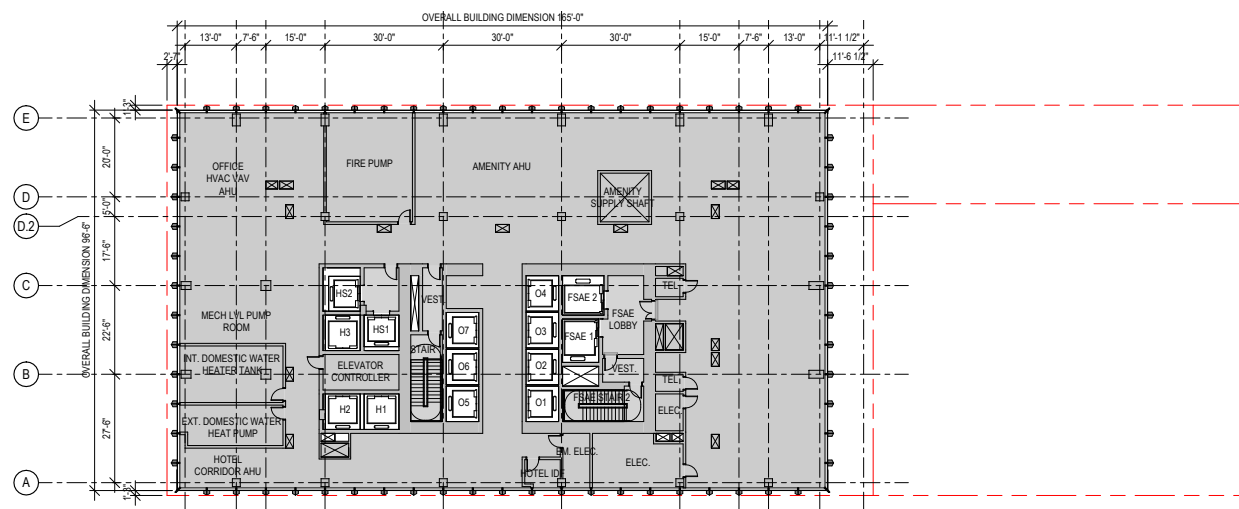 OVERALL BUILDING DIMENSION 165'-0"
13'-0"
7'-6"
15'-0"
30'-0"
30'-0"
30'-0"
15'-0"
7'-6"
13'-0"
11'-1 1/2"
2'-7"
11'-6 1/2"
E
D
D.2
C
B
A
20'-0"
5'-0"
17'-6"
22'-6"
27'-6"
OVERALL BUILDING DIMENSION 96'-6"
OFFICE
HVAC VAV
AHU
FIRE PUMP
AMENITY AHU
AMENITY
SUPPLY SHAFT
MECH LVL PUMP
ROOM
INT. DOMESTIC WATER
HEATER TANK
EXT. DOMESTIC WATER
HEAT PUMP
HOTEL
CORRIDOR AHU
HS2
H3
HS1
VEST.
STAIR
ELEVATOR
CONTROLLER
H2
H1
O7
O6
O5
O4
O3
O2
O1
FSAE 2
FSAE 1
FSAE
LOBBY
VEST.
FSAE STAIR 2
TEL
TEL
ELEC
EM. ELEC.
HOTEL IDF
ELEC.